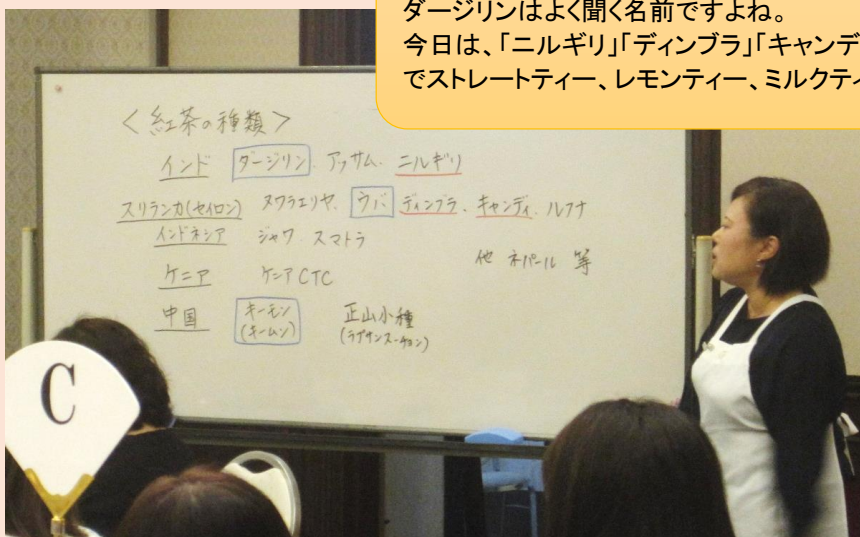 ダージリンはよく聞く名前ですよね。
今日は、「ニルギリ」「ディンブラ」「キャンデ
でストレートティー、レモンティー、ミルクティ
＜紅茶の種類＞
インド ダージリン. アッサム. ニルギリ
スリランカ(セイロン) ヌワラエリヤ. ウバ ディンブラ. キャンディ. ルフナ
インドネシア ジャワ スマトラ
他 ネパール 等
ケニア ケニアCTC
中国 キーモン 正山小種
(キームン) (ラプサンスーチョン)
C